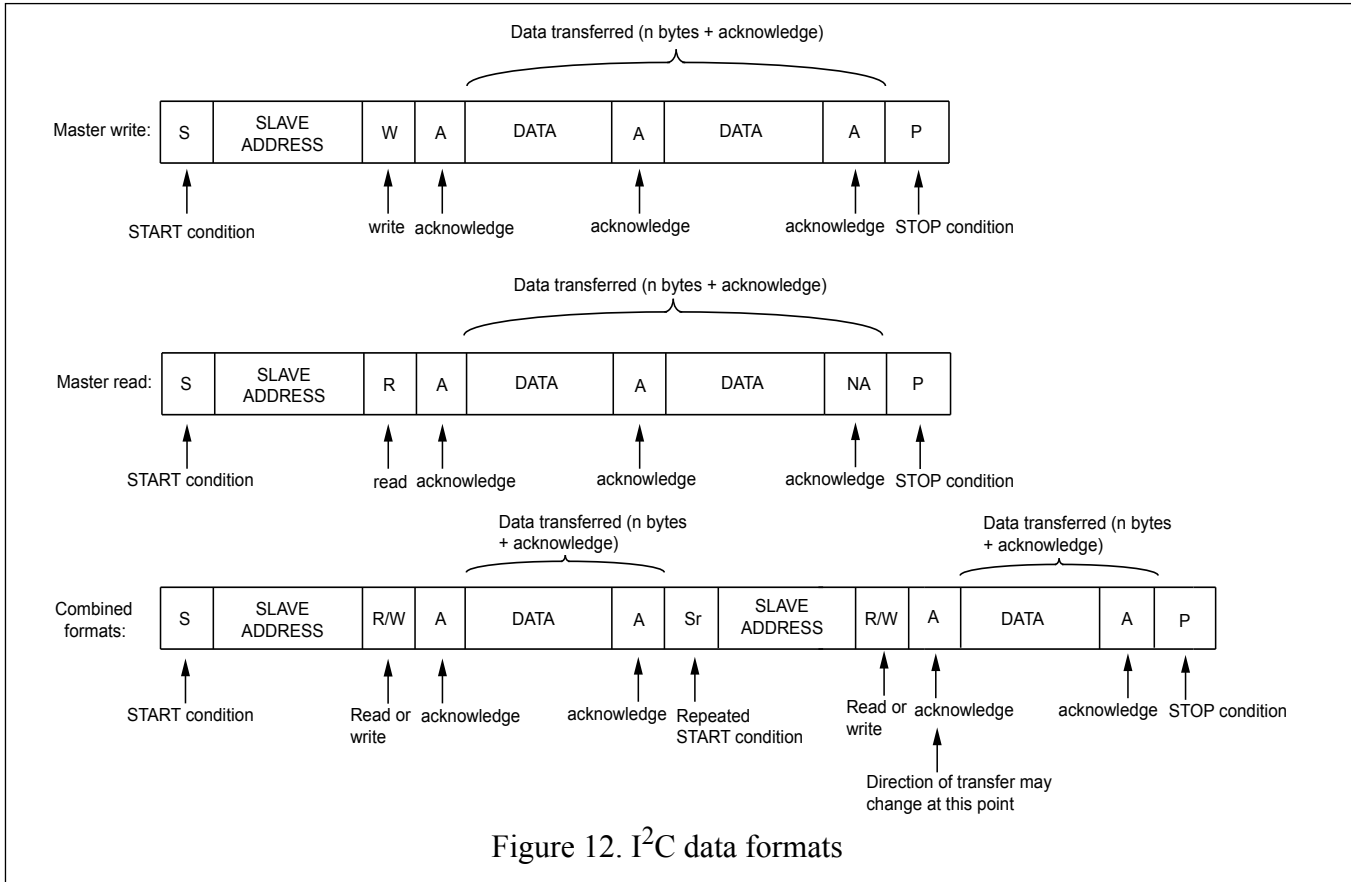 Data transferred (n bytes + acknowledge)
Master write:
S
SLAVE
ADDRESS
W
A
DATA
A
DATA
A
P
START condition
write
acknowledge
acknowledge
acknowledge
STOP condition
Data transferred (n bytes + acknowledge)
Master read:
S
SLAVE
ADDRESS
R
A
DATA
A
DATA
NA
P
START condition
read
acknowledge
acknowledge
acknowledge
STOP condition
Data transferred (n bytes
+ acknowledge)
Data transferred (n bytes
+ acknowledge)
Combined
formats:
S
SLAVE
ADDRESS
R/W
A
DATA
A
Sr
SLAVE
ADDRESS
R/W
A
DATA
A
P
START condition
Read or
write
acknowledge
acknowledge
Repeated
START condition
Read or
write
acknowledge
acknowledge
STOP condition
Direction of transfer may
change at this point
Figure 12. I²C data formats